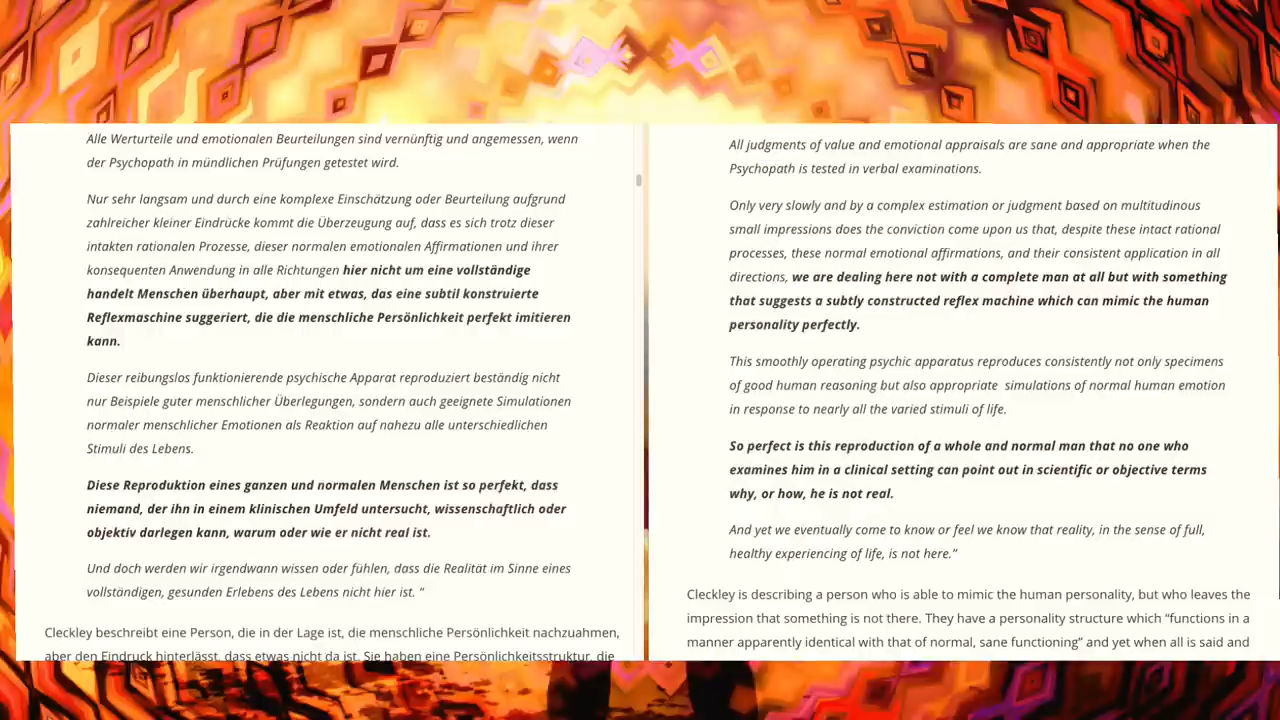 Alle Werturteile und emotionalen Beurteilungen sind vernünftig und angemessen, wenn
der Psychopath in mündlichen Prüfungen getestet wird.
Nur sehr langsam und durch eine komplexe Einschätzung oder Beurteilung aufgrund
zahlreicher kleiner Eindrücke kommt die Überzeugung auf, dass es sich trotz dieser
intakten rationalen Prozesse, dieser normalen emotionalen Affirmationen und ihrer
konsequenten Anwendung in alle Richtungen hier nicht um eine vollständige
handelt Menschen überhaupt, aber mit etwas, das eine subtil konstruierte
Reflexmaschine suggeriert, die die menschliche Persönlichkeit perfekt imitieren
kann.
Dieser reibungslos funktionierende psychische Apparat reproduziert beständig nicht
nur Beispiele guter menschlicher Überlegungen, sondern auch geeignete Simulationen
normaler menschlicher Emotionen als Reaktion auf nahezu alle unterschiedlichen
Stimuli des Lebens.
Diese Reproduktion eines ganzen und normalen Menschen ist so perfekt, dass
niemand, der ihn in einem klinischen Umfeld untersucht, wissenschaftlich oder
objektiv darlegen kann, warum oder wie er nicht real ist.
Und doch werden wir irgendwann wissen oder fühlen, dass die Realität im Sinne eines
vollständigen, gesunden Erlebens des Lebens nicht hier ist. “
Cleckley beschreibt eine Person, die in der Lage ist, die menschliche Persönlichkeit nachzuahmen,
aber den Eindruck hinterlässt, dass etwas nicht da ist. Sie haben eine Persönlichkeitsstruktur, die
All judgments of value and emotional appraisals are sane and appropriate when the
Psychopath is tested in verbal examinations.
Only very slowly and by a complex estimation or judgment based on multitudinous
small impressions does the conviction come upon us that, despite these intact rational
processes, these normal emotional affirmations, and their consistent application in all
directions, we are dealing here not with a complete man at all but with something
that suggests a subtly constructed reflex machine which can mimic the human
personality perfectly.
This smoothly operating psychic apparatus reproduces consistently not only specimens
of good human reasoning but also appropriate simulations of normal human emotion
in response to nearly all the varied stimuli of life.
So perfect is this reproduction of a whole and normal man that no one who
examines him in a clinical setting can point out in scientific or objective terms
why, or how, he is not real.
And yet we eventually come to know or feel we know that reality, in the sense of full,
healthy experiencing of life, is not here.”
Cleckley is describing a person who is able to mimic the human personality, but who leaves the
impression that something is not there. They have a personality structure which “functions in a
manner apparently identical with that of normal, sane functioning” and yet when all is said and